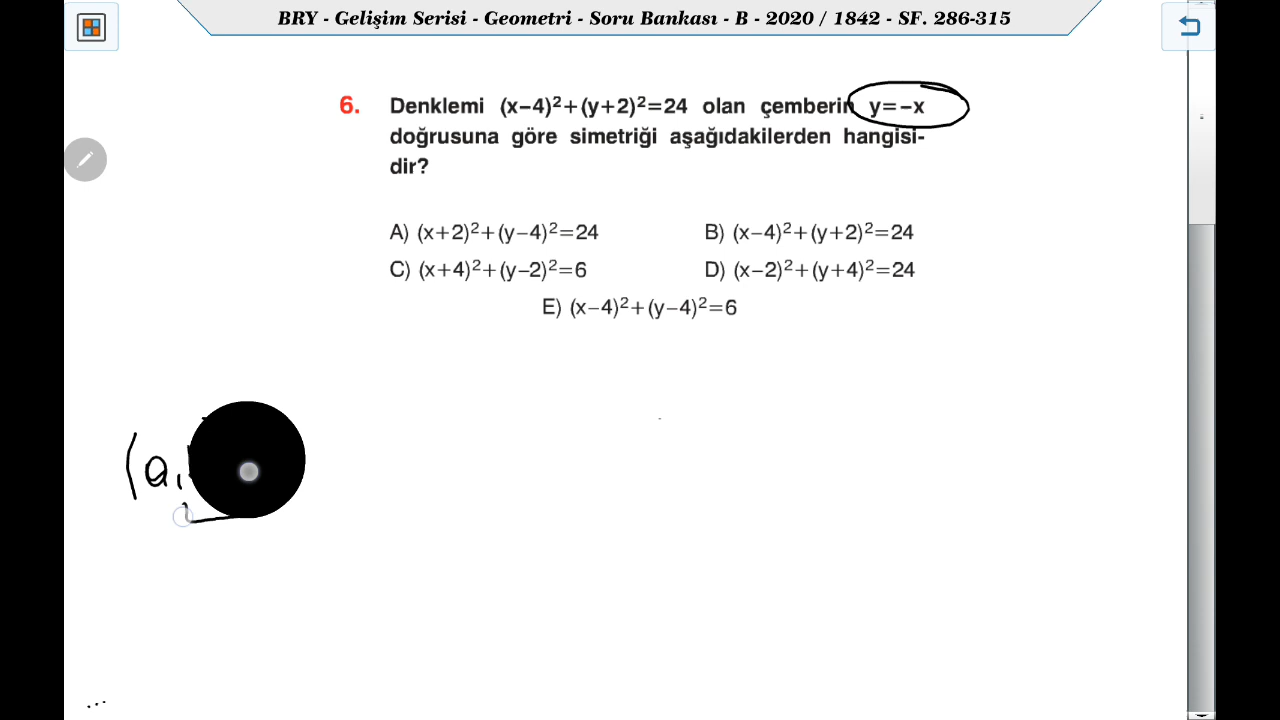 BRY - Gelişim Serisi - Geometri - Soru Bankası - B - 2020 / 1842 - SF. 286-315
6. Denklemi (x−4)²+(y+2)²=24 olan çemberin y=−x
doğrusuna göre simetriği aşağıdakilerden hangisi-
dir?
A) (x+2)²+(y−4)²=24 B) (x−4)²+(y+2)²=24
C) (x+4)²+(y−2)²=6 D) (x−2)²+(y+4)²=24
E) (x−4)²+(y−4)²=6
(a,
...